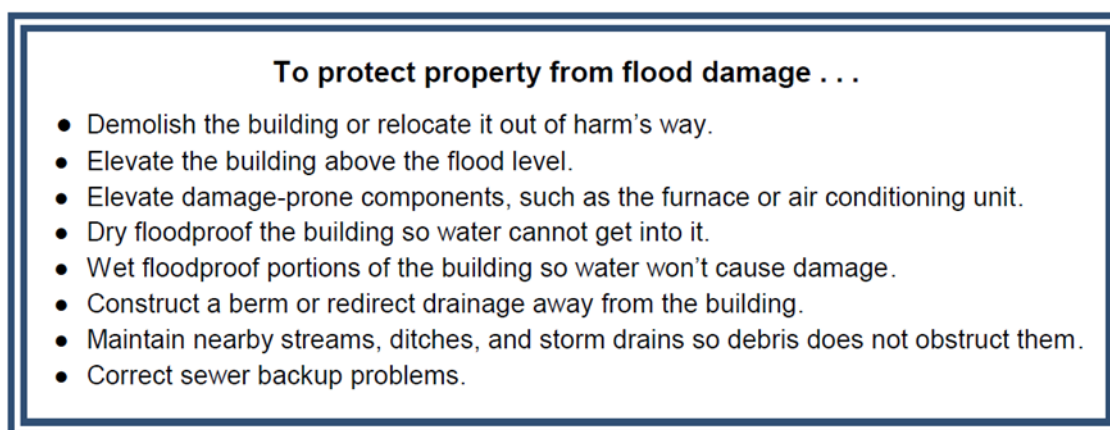 To protect property from flood damage . . .
● Demolish the building or relocate it out of harm's way.
● Elevate the building above the flood level.
● Elevate damage-prone components, such as the furnace or air conditioning unit.
● Dry floodproof the building so water cannot get into it.
● Wet floodproof portions of the building so water won't cause damage.
● Construct a berm or redirect drainage away from the building.
● Maintain nearby streams, ditches, and storm drains so debris does not obstruct them.
● Correct sewer backup problems.